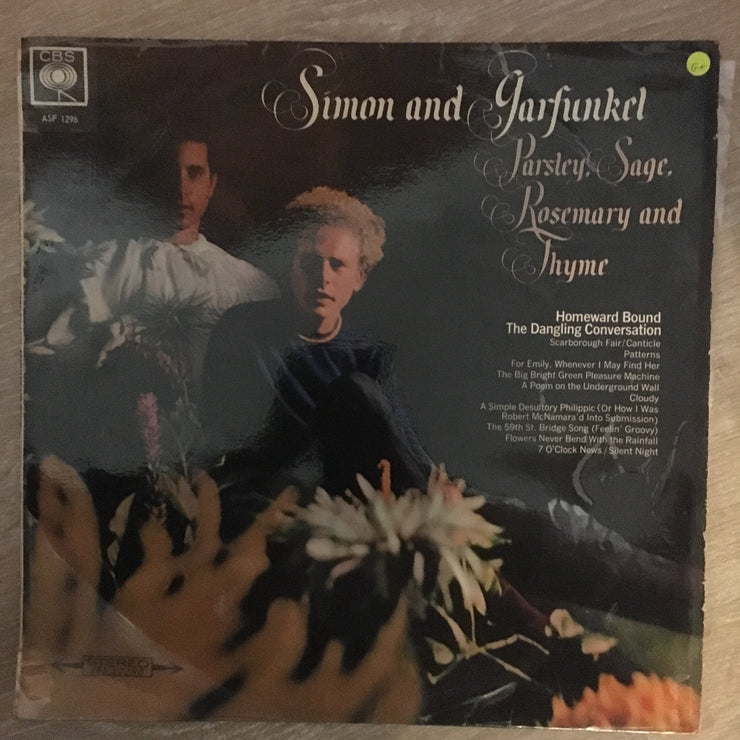 CBS
ASF 1296
G+
Simon and Garfunkel
Parsley, Sage,
Rosemary and
Thyme
Homeward Bound
The Dangling Conversation
Scarborough Fair/Canticle
Patterns
For Emily, Whenever I May Find Her
The Big Bright Green Pleasure Machine
A Poem on the Underground Wall
Cloudy
A Simple Desultory Philippic (Or How I Was
Robert McNamara'd Into Submission)
The 59th St. Bridge Song (Feelin' Groovy)
Flowers Never Bend With the Rainfall
7 O'Clock News/Silent Night
STEREO